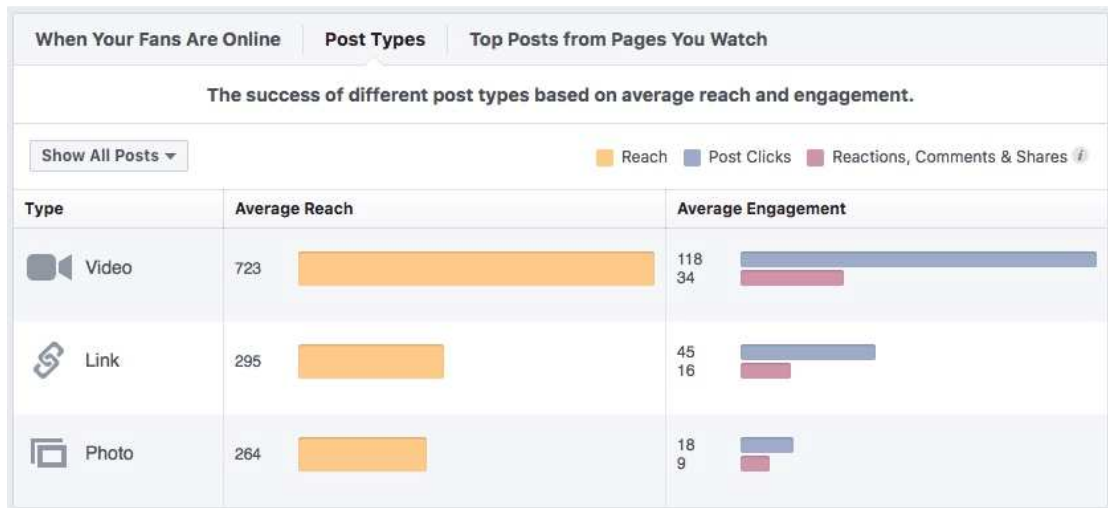 When Your Fans Are Online Post Types Top Posts from Pages You Watch
The success of different post types based on average reach and engagement.
Show All Posts Reach Post Clicks Reactions, Comments & Shares i
Type Average Reach Average Engagement
Video 723 118
34
Link 295 45
16
Photo 264 18
9